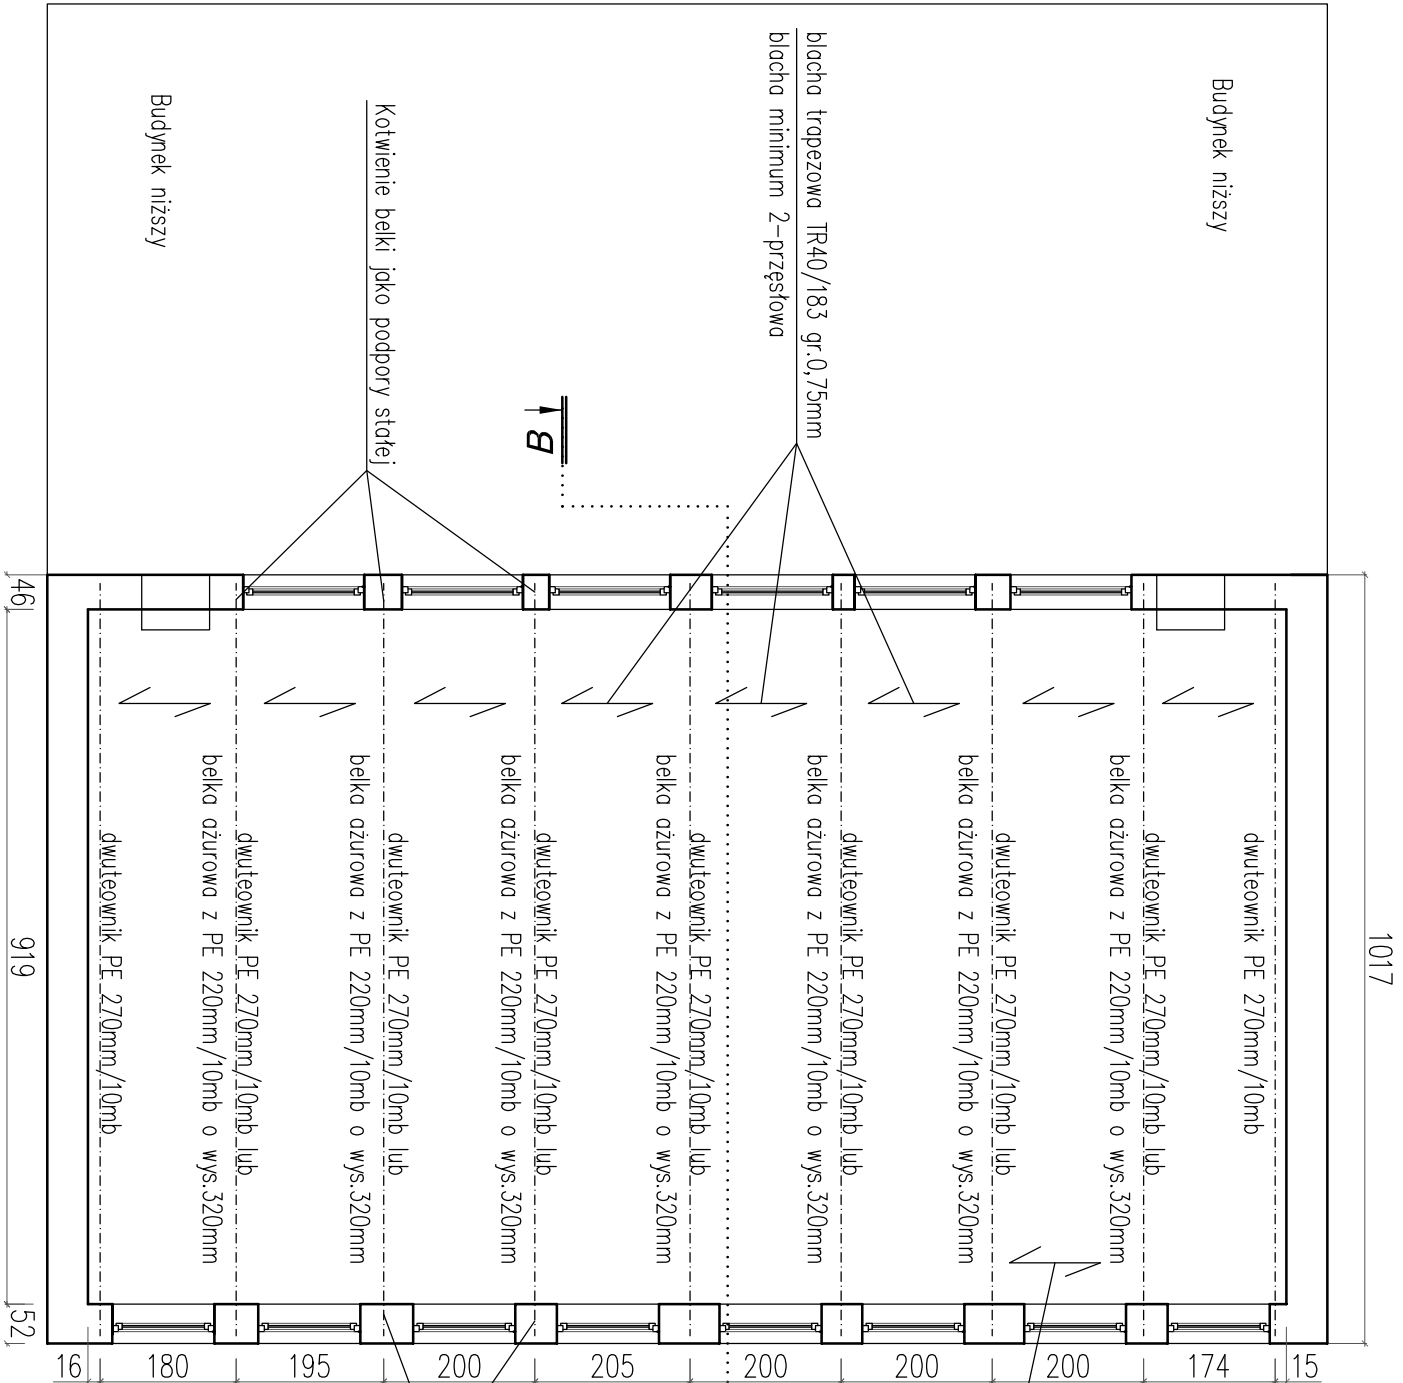 Budynek niższy
blacha trapezowa TR40/183 gr.0,75mm
blacha minimum 2-przęsłowa
B
Kotwienie belki jako podpory stałej
Budynek niższy
1017
dwuteownik PE 270mm/10mb
dwuteownik PE 270mm/10mb lub
belka ażurowa z PE 220mm/10mb o wys.320mm
dwuteownik PE 270mm/10mb lub
belka ażurowa z PE 220mm/10mb o wys.320mm
dwuteownik PE 270mm/10mb lub
belka ażurowa z PE 220mm/10mb o wys.320mm
dwuteownik PE 270mm/10mb lub
belka ażurowa z PE 220mm/10mb o wys.320mm
dwuteownik PE 270mm/10mb lub
belka ażurowa z PE 220mm/10mb o wys.320mm
dwuteownik PE 270mm/10mb lub
belka ażurowa z PE 220mm/10mb o wys.320mm
dwuteownik PE 270mm/10mb lub
belka ażurowa z PE 220mm/10mb o wys.320mm
dwuteownik PE 270mm/10mb
46
919
52
16
180
195
200
205
200
200
200
174
15